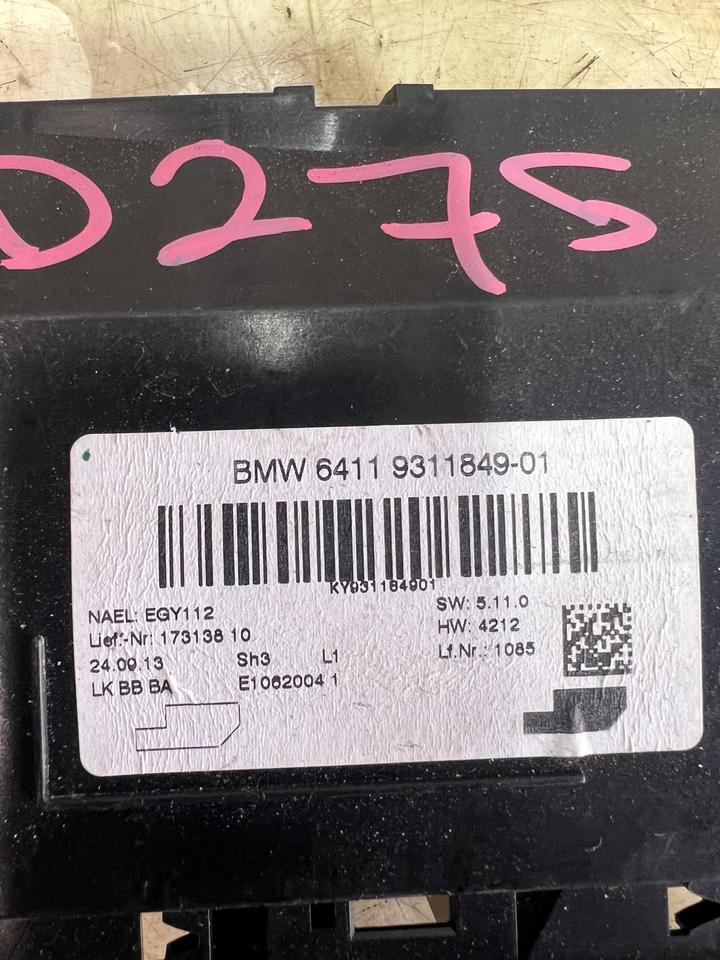 D275
BMW 6411 9311849-01
KY931184901
NAEL: EGY112
Lief.-Nr: 173138 10
24.09.13 Sh3 L1
LK BB BA E1062004 1
SW: 5.11.0
HW: 4212
Lf.Nr.: 1085